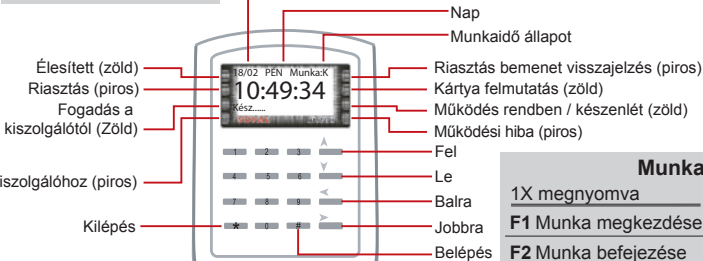 Nap
Munkaidő állapot
Élesített (zöld)
Riasztás (piros)
Fogadás a
kiszolgálótól (Zöld)
iszolgálóhoz (piros)
Kilépés
18/02 PÉN Munka:K
10:49:34
Kész......
Riasztás bemenet visszajelzés (piros)
Kártya felmutatás (zöld)
Működés rendben / készenlét (zöld)
Működési hiba (piros)
Fel
Le
Balra
Jobbra
Belépés
1 2 3
4 5 6
7 8 9
* 0 #
Munka
1X megnyomva
F1 Munka megkezdése
F2 Munka befejezése